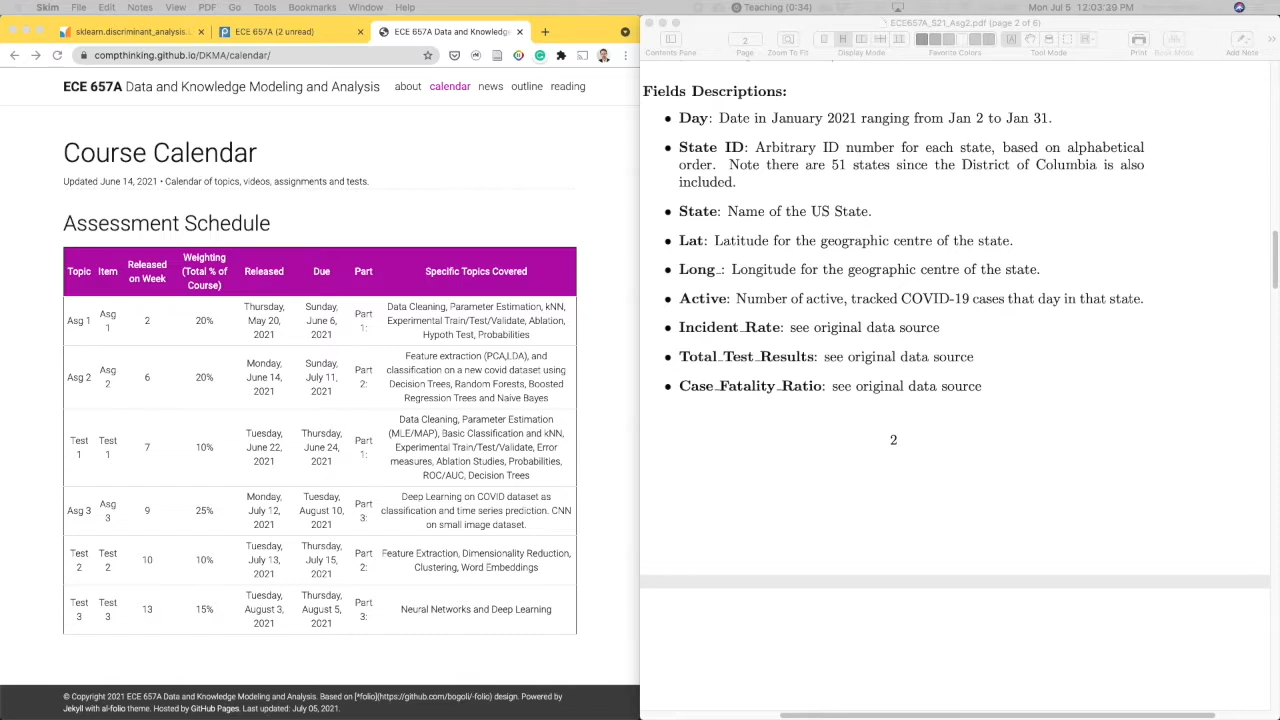 Skim File Edit Notes View PDF Go Tools Bookmarks Window Help Teaching (0:34) Mon Jul 5 12:03:39 PM
sklearn.discriminant_analysis. ECE 657A (2 unread) ECE 657A Data and Knowledg
compthinking.github.io/DKMA/calendar/
ECE 657A Data and Knowledge Modeling and Analysis about calendar news outline reading
Course Calendar
Updated June 14, 2021 • Calendar of topics, videos, assignments and tests.
Assessment Schedule
Topic Item Released on Week Weighting (Total % of Course) Released Due Part Specific Topics Covered
Asg 1 Asg 1 2 20% Thursday, May 20, 2021 Sunday, June 6, 2021 Part 1: Data Cleaning, Parameter Estimation, kNN, Experimental Train/Test/Validate, Ablation, Hypoth Test, Probabilities
Asg 2 Asg 2 6 20% Monday, June 14, 2021 Sunday, July 11, 2021 Part 2: Feature extraction (PCA,LDA), and classification on a new covid dataset using Decision Trees, Random Forests, Boosted Regression Trees and Naive Bayes
Test 1 Test 1 7 10% Tuesday, June 22, 2021 Thursday, June 24, 2021 Part 1: Data Cleaning, Parameter Estimation (MLE/MAP), Basic Classification and kNN, Experimental Train/Test/Validate, Error measures, Ablation Studies, Probabilities, ROC/AUC, Decision Trees
Asg 3 Asg 3 9 25% Monday, July 12, 2021 Tuesday, August 10, 2021 Part 3: Deep Learning on COVID dataset as classification and time series prediction. CNN on small image dataset.
Test 2 Test 2 10 10% Tuesday, July 13, 2021 Thursday, July 15, 2021 Part 2: Feature Extraction, Dimensionality Reduction, Clustering, Word Embeddings
Test 3 Test 3 13 15% Tuesday, August 3, 2021 Thursday, August 5, 2021 Part 3: Neural Networks and Deep Learning
© Copyright 2021 ECE 657A Data and Knowledge Modeling and Analysis. Based on [*folio](https://github.com/bogoli/-folio) design. Powered by
Jekyll with al-folio theme. Hosted by GitHub Pages. Last updated: July 05, 2021.
ECE657A_S21_Asg2.pdf (page 2 of 6)
2
Contents Pane Page Zoom To Fit Display Mode Favorite Colors Tool Mode Print Book Mode Add Note
Fields Descriptions:
• Day: Date in January 2021 ranging from Jan 2 to Jan 31.
• State ID: Arbitrary ID number for each state, based on alphabetical
order. Note there are 51 states since the District of Columbia is also
included.
• State: Name of the US State.
• Lat: Latitude for the geographic centre of the state.
• Long_: Longitude for the geographic centre of the state.
• Active: Number of active, tracked COVID-19 cases that day in that state.
• Incident_Rate: see original data source
• Total_Test_Results: see original data source
• Case_Fatality_Ratio: see original data source
2